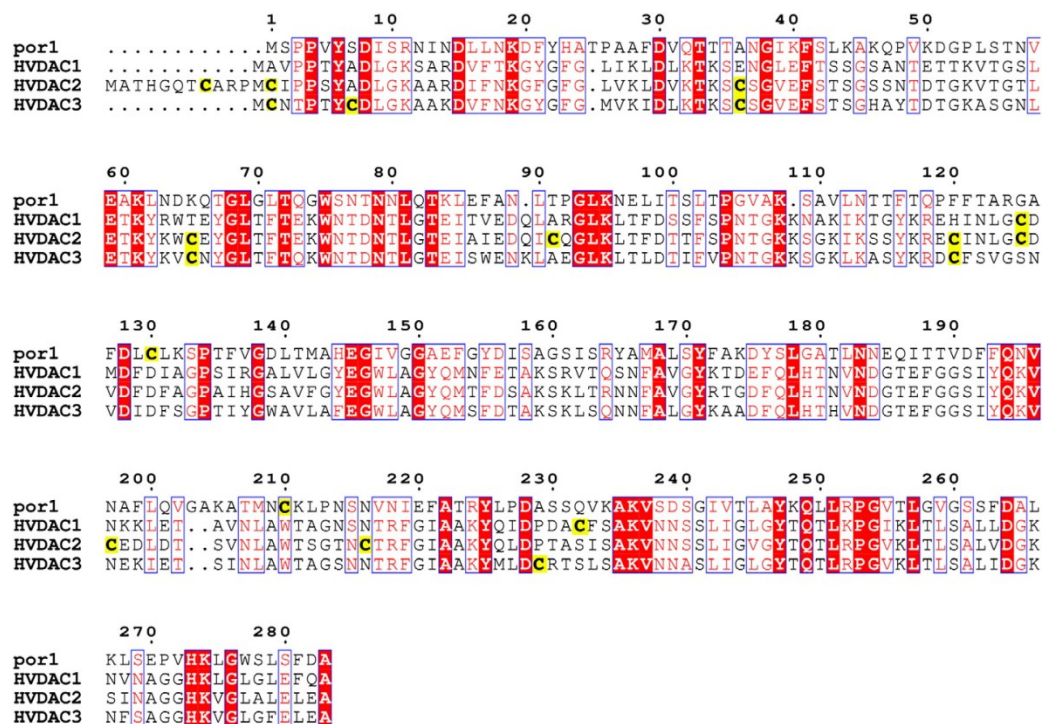 1 10 20 30 40 50
por1 ............MSPPVYSDISRNINDLLNKDFYHATPAAFDVQTTTANGIKFSLKAKQPVKDGPLSTNV
HVDAC1 ............MAVPPTYADLGKSARDVFTKGYGFG.LIKLDLKTKSENGLEFTSSGSANTETTKVTGSL
HVDAC2 MATHGQTCARPMCIPPSYADLGKAARDIFNKGFGFG.LVKLDVKTKSCSGVEFSTSGSSNTDTGKVTGTL
HVDAC3 ............MCNTPTYCDLGKAAKDVFNKGYGFG.MVKIDLKTKSCSGVEFSTSGHAYTDTGKASGNL
60 70 80 90 100 110 120
por1 EAKLNDKQTGLGLTQGWSNTNNLQTKLEFAN.LTPGLKNELITSLTPGVAK.SAVLNTTFTQPFFTARGA
HVDAC1 ETKYRWTEYGLTFTEKWNTDNTLGTEITVEDQLARGLKLTFDSSFSPNTGKKNAKIKTGYKREHINLGCD
HVDAC2 ETKYKWCEYGLTFTEKWNTDNTLGTEIAIEDQICQGLKLTFDTTFSPNTGKKSGKIKSSYKRECINLGCD
HVDAC3 ETKYKVCNYGLTFTQKWNTDNTLGTEISWENKLAEGLKLTLDTIFVPNTGKKSGKLKASYKRDCFSVGSN
130 140 150 160 170 180 190
por1 FDLCLKSPTFVGDLTMAHEGIVGGAEFGYDISAGSISRYAMALSYFAKDYSLGATLNNEQITTVDFFQNV
HVDAC1 MDFDIAGPSIRGALVLGYEGWLAGYQMNFETAKSRVTQSNFAVGYKTDEFQLHTNVNDGTEFGGSIYQKV
HVDAC2 VDFDFAGPAIHGSAVFGYEGWLAGYQMTFDSAKSKLTRNNFAVGYRTGDFQLHTNVNDGTEFGGSIYQKV
HVDAC3 VDIDFSGPTIYGWAVLAFEGWLAGYQMSFDTAKSKLSQNNFALGYKAADFQLHTHVNDGTEFGGSIYQKV
200 210 220 230 240 250 260
por1 NAFLQVGAKATMNCKLPNSNVNIEFATRYLPDASSQVKAKVSDSGIVTLAYKQLLRPGVTLGVGSSFDAL
HVDAC1 NKKLET..AVNLAWTAGNSNTRFGIAAKYQIDPDACFSAKVNNSSLIGLGYTQTLKPGIKLTLSALLDGK
HVDAC2 CEDLDT..SVNLAWTSGTNCTRFGIAAKYQLDPTASISAKVNNSSLIGVGYTQTLRPGVKLTLSALVDGK
HVDAC3 NEKIET..SINLAWTAGSNNTRFGIAAKYMLDCRTSLSAKVNNASLIGLGYTQTLRPGVKLTLSALIDGK
270 280
por1 KLSEPVHKLGWSLSFDA
HVDAC1 NVNAGGHKLGLGLEFQA
HVDAC2 SINAGGHKVGLALELEA
HVDAC3 NFSAGGHKVGLGFELEA